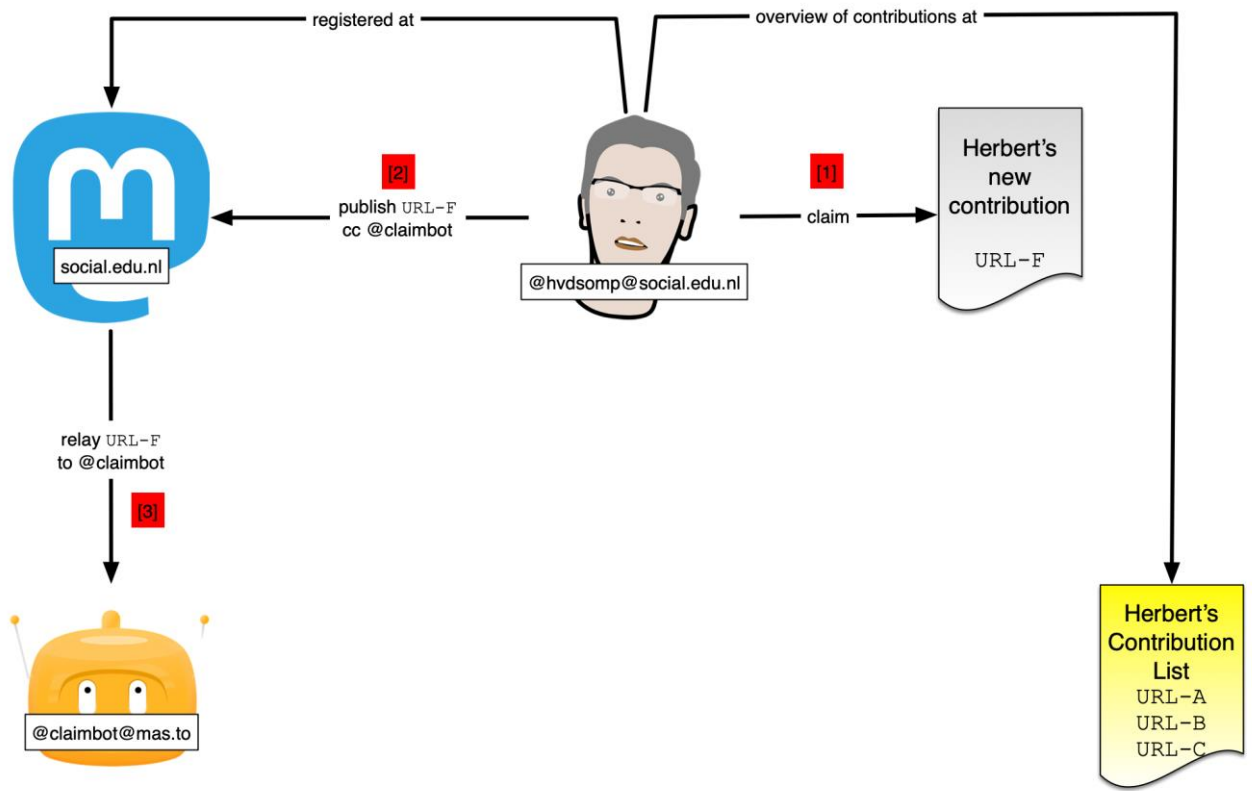 registered at
overview of contributions at
[2]
publish URL-F
cc @claimbot
[1]
claim
Herbert's
new
contribution
URL-F
social.edu.nl
@hvdsomp@social.edu.nl
relay URL-F
to @claimbot
[3]
@claimbot@mas.to
Herbert's
Contribution
List
URL-A
URL-B
URL-C